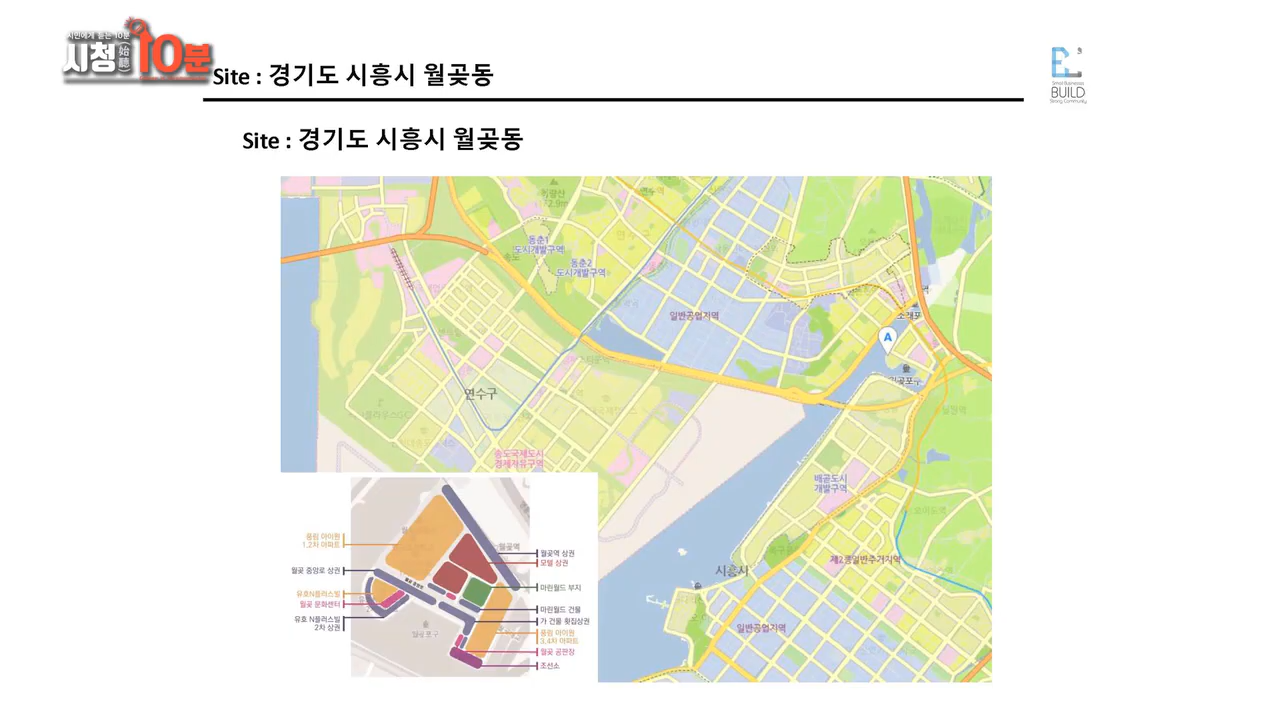 시민에게 듣는 10분
시청(始聽)10분
Site : 경기도 시흥시 월곶동
Small Businesses
BUILD
Strong Community
Site : 경기도 시흥시 월곶동
동춘1
도시개발구역
동춘2
도시개발구역
연수
일반공업지역
소래포
A
연수구
송도국제도시
경제자유구역
배곧도시
개발구역
시흥시
제2종일반주거지역
일반공업지역
풍림 아이원
1,2차 아파트
월곶역
월곶역 상권
모텔 상권
월곶 중앙로 상권
마린월드 부지
유호N플러스빌
월곶 문화센터
마린월드 건물
유호 N플러스빌
2차 상권
가 건물 횟집상권
월곶포구
풍림 아이원
3,4차 아파트
월곶 공판장
조선소